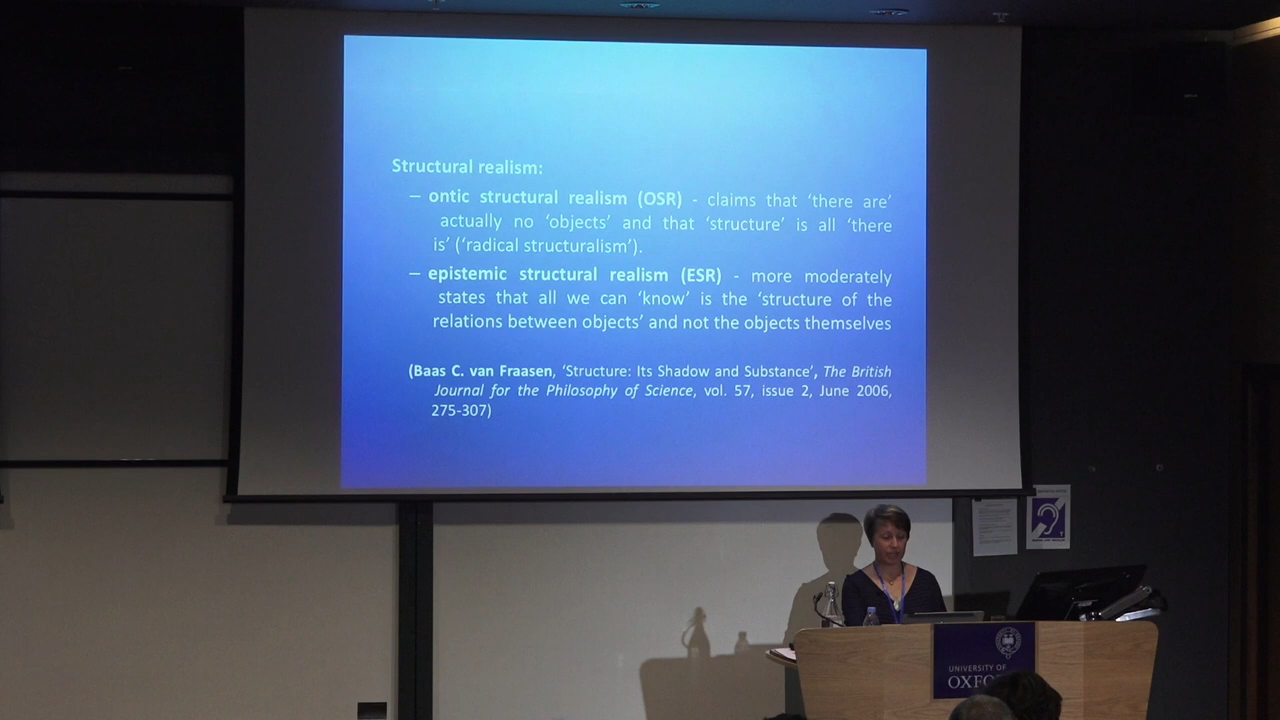 Structural realism:
– ontic structural realism (OSR) - claims that ‘there are’
actually no ‘objects’ and that ‘structure’ is all ‘there
is’ (‘radical structuralism’).
– epistemic structural realism (ESR) - more moderately
states that all we can ‘know’ is the ‘structure of the
relations between objects’ and not the objects themselves
(Baas C. van Fraasen, ‘Structure: Its Shadow and Substance’, The British
Journal for the Philosophy of Science, vol. 57, issue 2, June 2006,
275-307)
UNIVERSITY OF